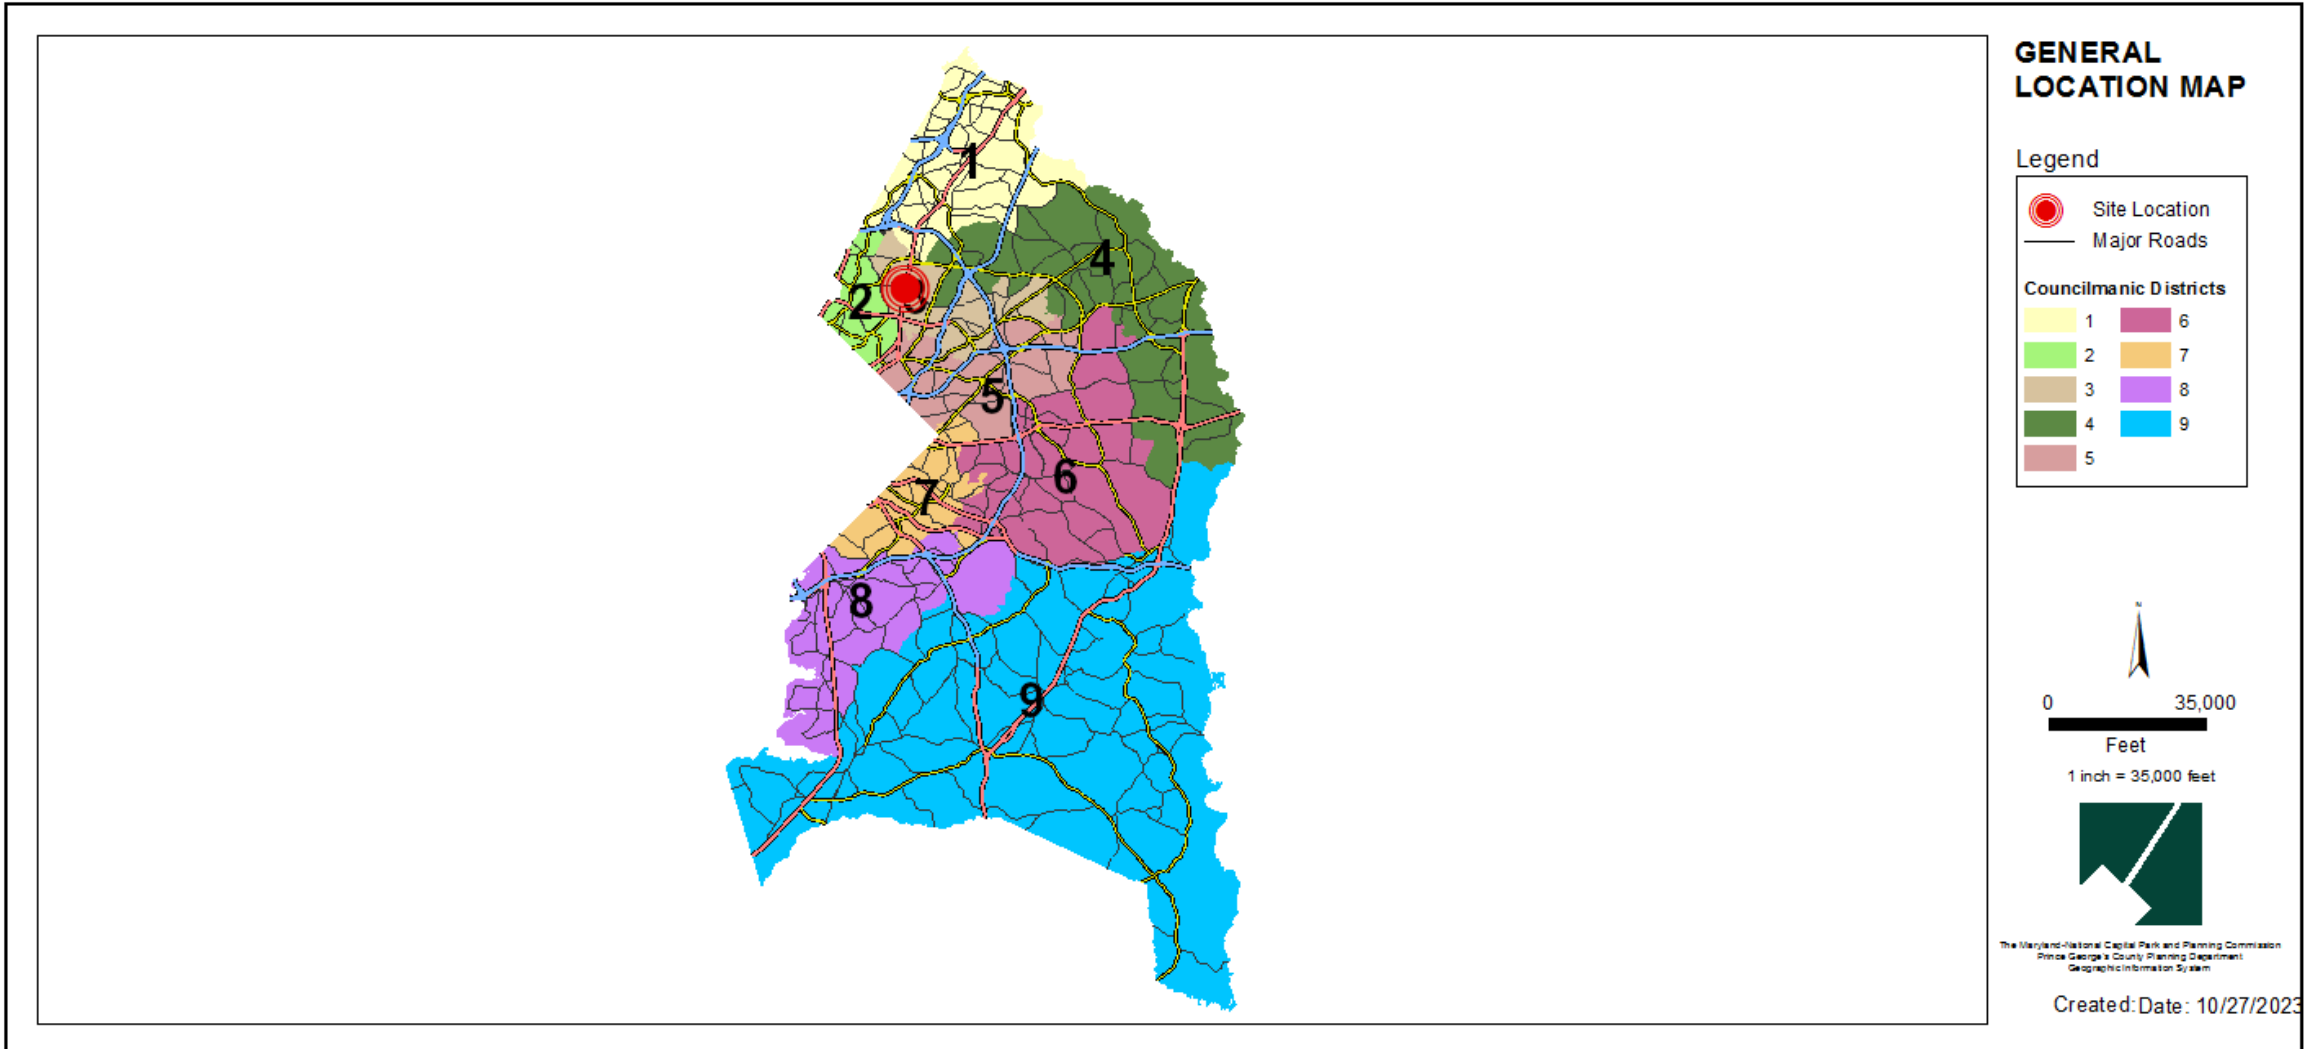 GENERAL
LOCATION MAP
Legend
Site Location
Major Roads
Councilmanic Districts
1 6
2 7
3 8
4 9
5
1
4
2 3
5
6
7
8
9
N
0 35,000
Feet
1 inch = 35,000 feet
The Maryland-National Capital Park and Planning Commission
Prince George's County Planning Department
Geographic Information System
Created: Date: 10/27/2023